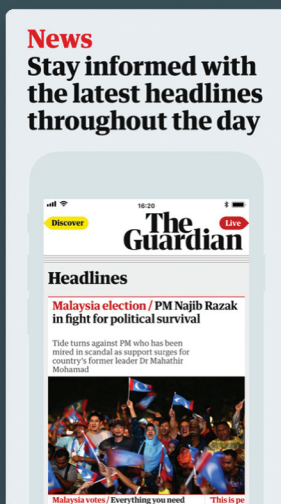 News
Stay informed with
the latest headlines
throughout the day
16:20
Discover
Live
The
Guardian
Headlines
Malaysia election / PM Najib Razak
in fight for political survival
Tide turns against PM who has been
mired in scandal as support surges for
country's former leader Dr Mahathir
Mohamad
Malaysia votes / Everything you need
'This is pe